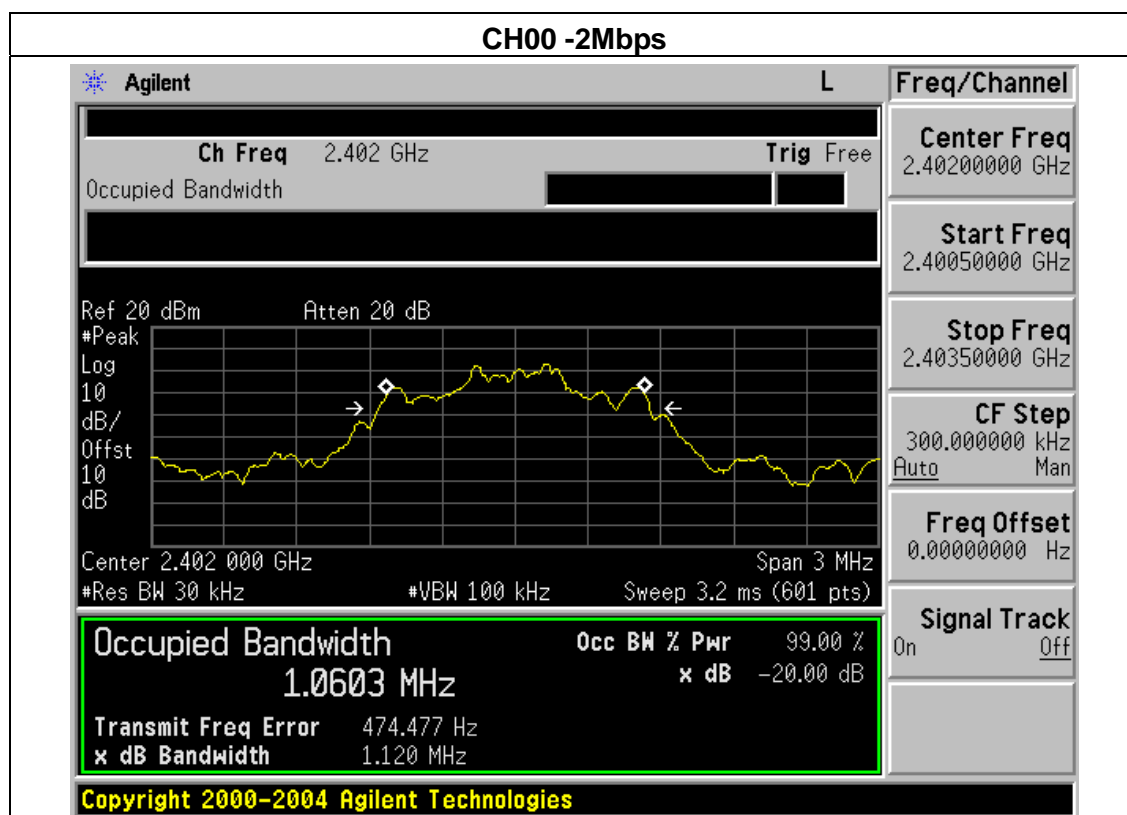 CH00 -2Mbps
Agilent L Freq/Channel
Ch Freq 2.402 GHz Trig Free
Occupied Bandwidth
Center Freq
2.40200000 GHz
Start Freq
2.40050000 GHz
Stop Freq
2.40350000 GHz
CF Step
300.000000 kHz
Auto Man
Freq Offset
0.00000000 Hz
Signal Track
On Off
Ref 20 dBm Atten 20 dB
#Peak
Log
10
dB/
Offst
10
dB
Center 2.402 000 GHz Span 3 MHz
#Res BW 30 kHz #VBW 100 kHz Sweep 3.2 ms (601 pts)
Occupied Bandwidth Occ BW % Pwr 99.00 %
1.0603 MHz x dB -20.00 dB
Transmit Freq Error 474.477 Hz
x dB Bandwidth 1.120 MHz
Copyright 2000-2004 Agilent Technologies